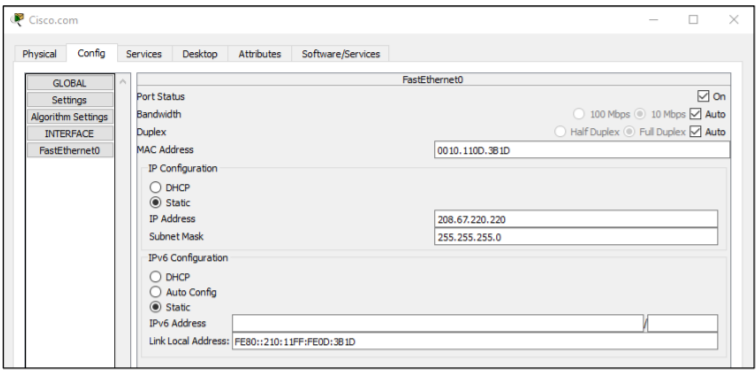 Cisco.com
Physical Config Services Desktop Attributes Software/Services
GLOBAL
Settings
Algorithm Settings
INTERFACE
FastEthernet0
FastEthernet0
Port Status On
Bandwidth 100 Mbps 10 Mbps Auto
Duplex Half Duplex Full Duplex Auto
MAC Address 0010.110D.3B1D
IP Configuration
DHCP
Static
IP Address 208.67.220.220
Subnet Mask 255.255.255.0
IPv6 Configuration
DHCP
Auto Config
Static
IPv6 Address /
Link Local Address: FE80::210:11FF:FE0D:3B1D